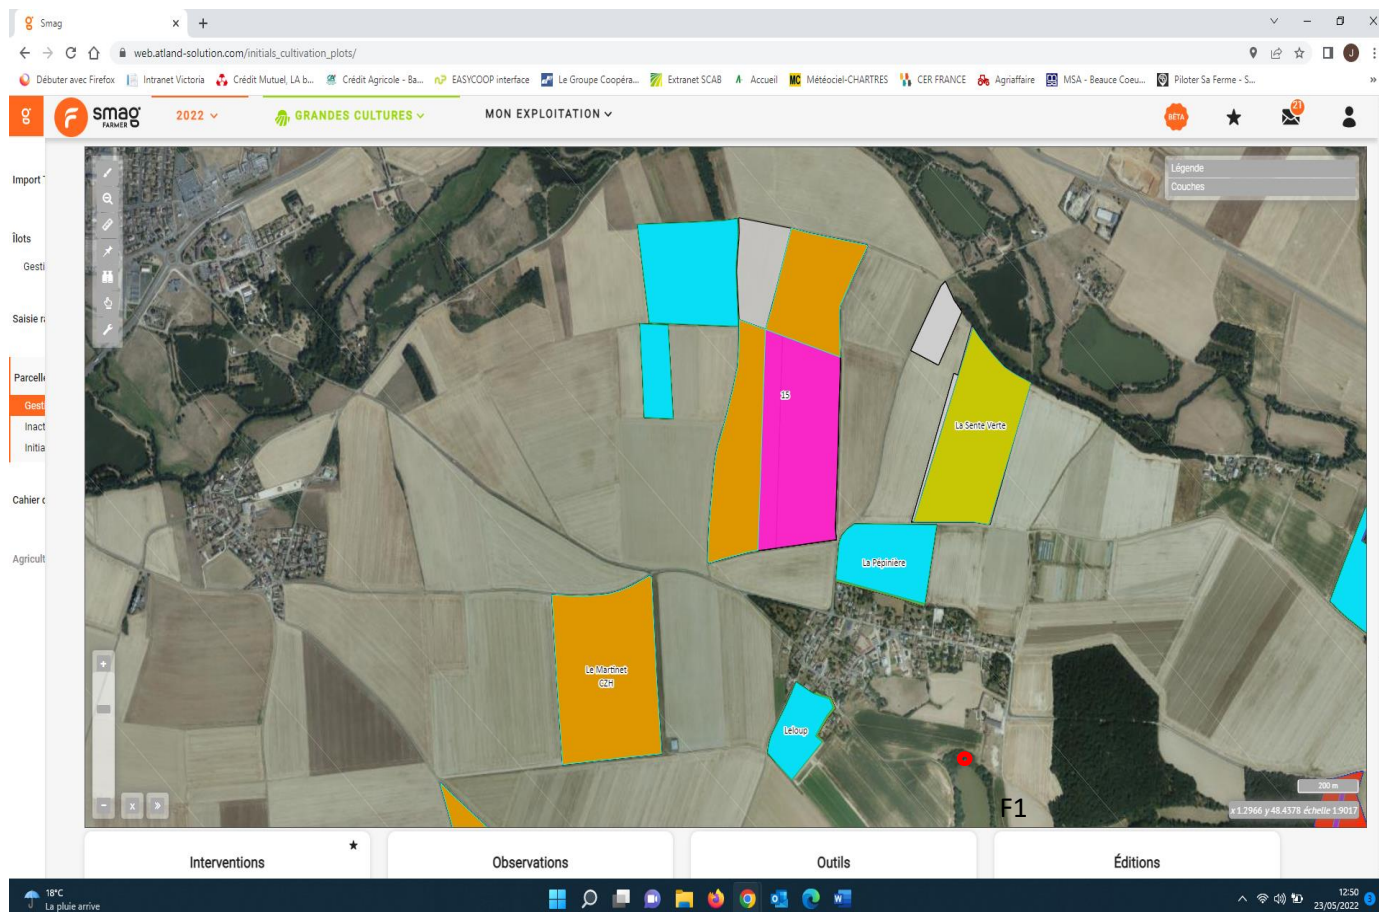 Smag
web.atland-solution.com/initials_cultivation_plots/
Débuter avec Firefox Intranet Victoria Crédit Mutuel, LA b... Crédit Agricole - Ba... EASYCOOP interface Le Groupe Coopéra... Extranet SCAB Accueil MC Météociel-CHARTRES CER FRANCE Agriaffaire MSA - Beauce Coeu... Piloter Sa Ferme - S... »
g smag FARMER 2022 GRANDES CULTURES MON EXPLOITATION BÊTA 21
Import
Îlots
Gesti
Saisie ra
Parcelle
Gest
Inact
Initia
Cahier d
Agricult
Légende
Couches
15
La Sente Verte
La Pépinière
Le Martinet
CZH
Leloup
F1
200 m
x 1.2966 y 48.4378 échelle 1:9017
+
- x »
Interventions Observations Outils Éditions
18°C
La pluie arrive
12:50
23/05/2022 3